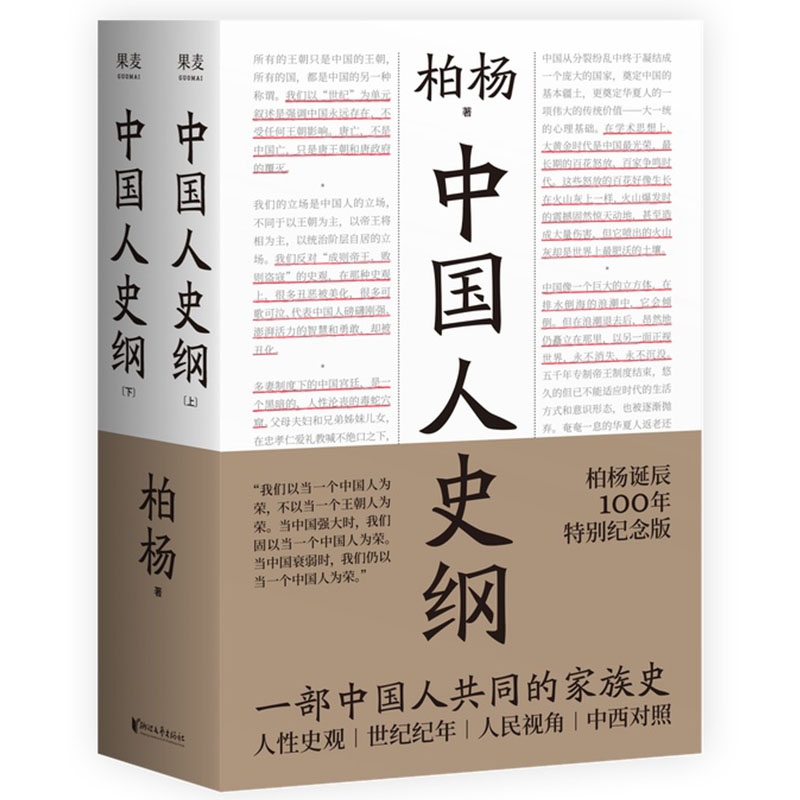 果麦
GUOMAI
中国人史纲
〔下〕
果麦
GUOMAI
中国人史纲
〔上〕
柏杨
著
浙江文艺出版社
所有的王朝只是中国的王朝，
所有的国，都是中国的另一种
称谓。我们以“世纪”为单元
叙述是强调中国永远存在，不
受任何王朝影响。唐亡，不是
中国亡，只是唐王朝和唐政府
的覆灭。
我们的立场是中国人的立场，
不同于以王朝为主，以帝王将
相为主，以统治阶层自居的立
场。我们反对“成则帝王，败
则盗寇”的史观，在那种史观
上，很多丑恶被美化，很多可
歌可泣、代表中国人磅礴刚强、
澎湃活力的智慧和勇敢，却被
丑化。
多妻制度下的中国宫廷，是一
个黑暗的、人性沦丧的毒蛇穴
窟。父母夫妇和兄弟姊妹儿女，
在忠孝仁爱礼教喊不绝口之下，
柏杨
著
中国人史纲
中国从分裂纷乱中终于凝结成
一个庞大的国家，奠定中国的
基本疆土，更奠定华夏人的一
项伟大的传统价值——大一统
的心理基础。在学术思想上，
大黄金时代是中国最光荣、最
长期的百花怒放、百家争鸣时
代。这些怒放的百花好像生长
在火山灰上一样，火山爆发时
的震撼固然惊天动地，甚至造
成大量伤害，但它喷出的火山
灰却是世界上最肥沃的土壤。
中国像一个巨大的立方体，在
排水倒海的浪潮中，它会倾
倒。但在浪潮退去后，昂然地
仍矗立在那里，以另一面正视
世界，永不消失、永不沉没。
五千年专制帝王制度结束，悠
久的但已不能适应时代的生活
方式和意识形态，也被逐渐抛
弃。奄奄一息的华夏人返老还
“我们以当一个中国人为
荣，不以当一个王朝人为
荣。当中国强大时，我们
固以当一个中国人为荣。
当中国衰弱时，我们仍以
当一个中国人为荣。”
柏杨诞辰
100年
特别纪念版
一部中国人共同的家族史
人性史观|世纪纪年|人民视角|中西对照